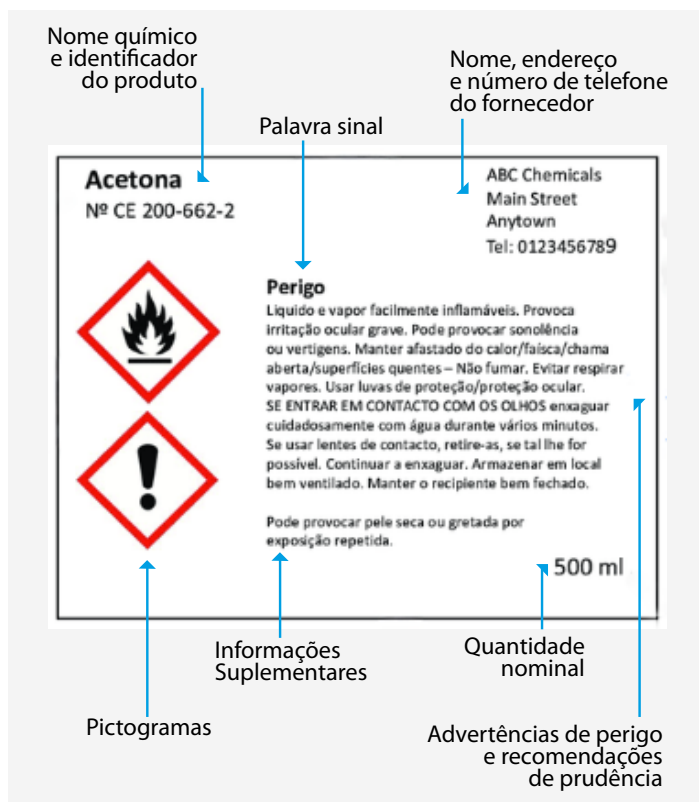 Nome químico
e identificador
do produto
Nome, endereço
e número de telefone
do fornecedor
Palavra sinal
Acetona
Nº CE 200-662-2
ABC Chemicals
Main Street
Anytown
Tel: 0123456789
Perigo
Liquido e vapor facilmente inflamáveis. Provoca
irritação ocular grave. Pode provocar sonolência
ou vertigens. Manter afastado do calor/faísca/chama
aberta/superfícies quentes – Não fumar. Evitar respirar
vapores. Usar luvas de proteção/proteção ocular.
SE ENTRAR EM CONTACTO COM OS OLHOS enxaguar
cuidadosamente com água durante vários minutos.
Se usar lentes de contacto, retire-as, se tal lhe for
possível. Continuar a enxaguar. Armazenar em local
bem ventilado. Manter o recipiente bem fechado.
Pode provocar pele seca ou gretada por
exposição repetida.
500 ml
Informações
Suplementares
Quantidade
nominal
Pictogramas
Advertências de perigo
e recomendações
de prudência